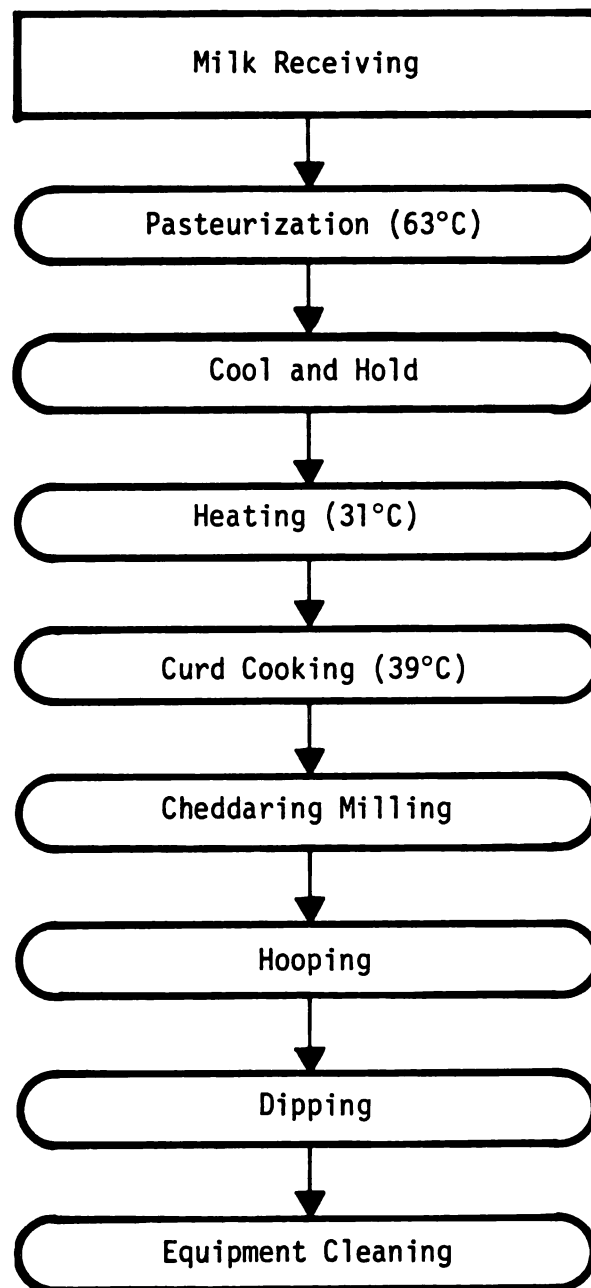 Milk Receiving
Pasteurization (63°C)
Cool and Hold
Heating (31°C)
Curd Cooking (39°C)
Cheddaring Milling
Hooping
Dipping
Equipment Cleaning